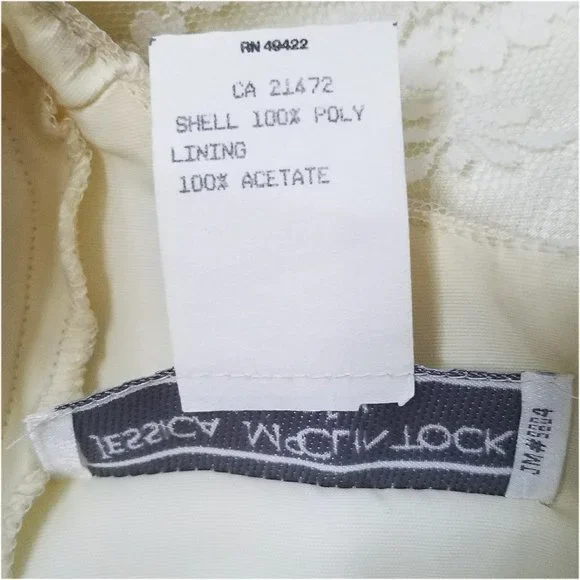 RN 49422
CA 21472
SHELL 100% POLY
LINING
100% ACETATE
JESSICA McCLINTOCK